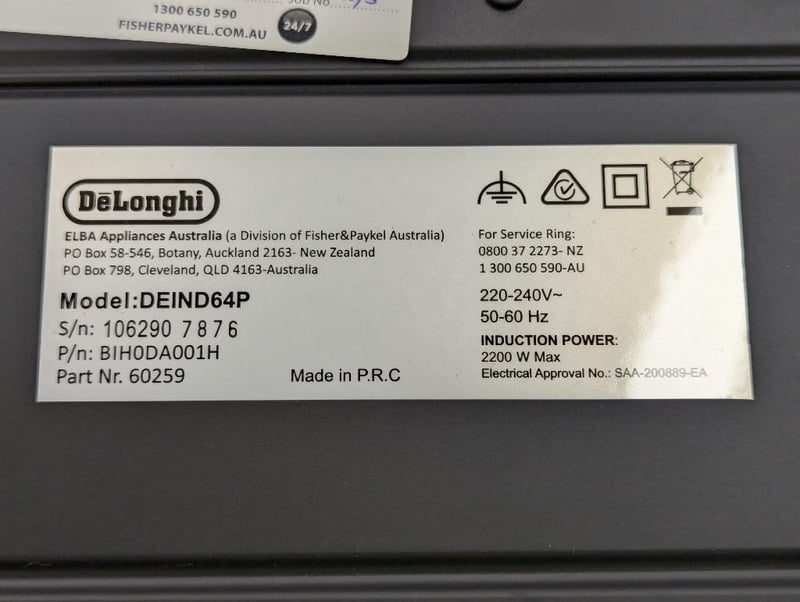 JOB No.
1300 650 590
FISHERPAYKEL.COM.AU
24/7
DēLonghi
ELBA Appliances Australia (a Division of Fisher&Paykel Australia)
PO Box 58-546, Botany, Auckland 2163- New Zealand
PO Box 798, Cleveland, QLD 4163-Australia
Model:DEIND64P
S/n: 106290 7876
P/n: BIH0DA001H
Part Nr. 60259
Made in P.R.C
For Service Ring:
0800 37 2273- NZ
1 300 650 590-AU
220-240V~
50-60 Hz
INDUCTION POWER:
2200 W Max
Electrical Approval No.: SAA-200889-EA